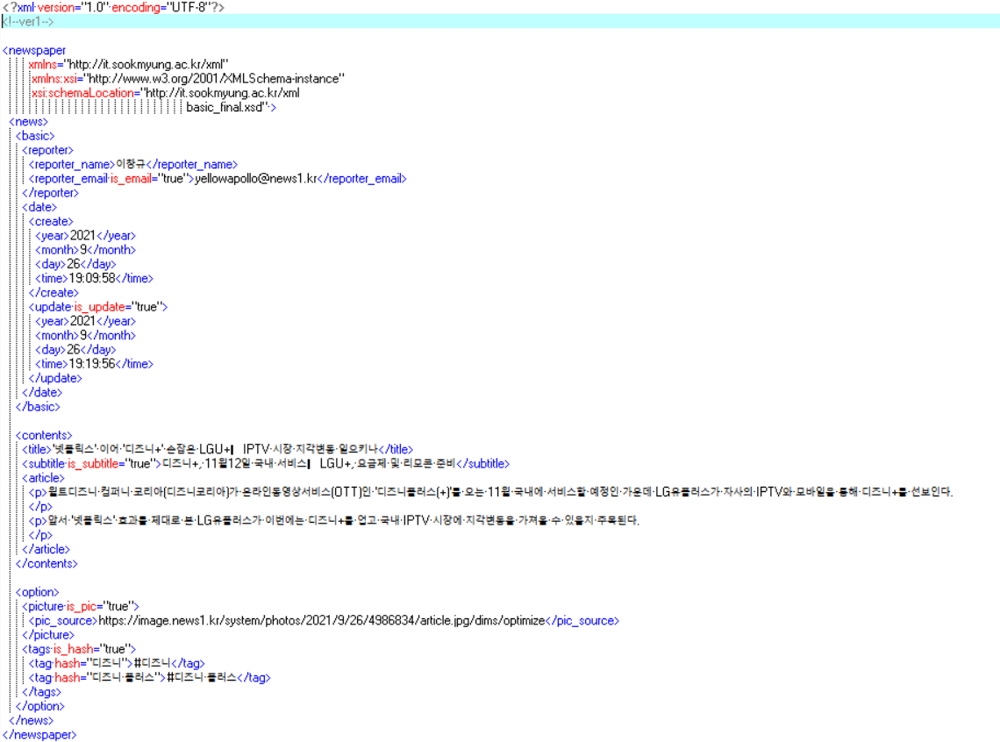 <?xml version="1.0" encoding="UTF-8"?>
<!--ver1-->
<newspaper
xmlns="http://it.sookmyung.ac.kr/xml"
xmlns:xsi="http://www.w3.org/2001/XMLSchema-instance"
xsi:schemaLocation="http://it.sookmyung.ac.kr/xml
basic_final.xsd" >
<news>
<basic>
<reporter>
<reporter_name>이창규</reporter_name>
<reporter_email is_email="true">yellowapollo@news1.kr</reporter_email>
</reporter>
<date>
<create>
<year>2021</year>
<month>9</month>
<day>26</day>
<time>19:09:58</time>
</create>
<update is_update="true">
<year>2021</year>
<month>9</month>
<day>26</day>
<time>19:19:56</time>
</update>
</date>
</basic>
<contents>
<title>'넷플릭스' 이어 '디즈니+' 손잡은 LGU+ IPTV 시장 지각변동 일으키나</title>
<subtitle is_subtitle="true">디즈니+, 11월12일 국내 서비스 LGU+, 요금제 및 리모콘 준비</subtitle>
<article>
<p>월트디즈니 컴퍼니 코리아(디즈니코리아)가 온라인동영상서비스(OTT)인 '디즈니플러스(+)'를 오는 11월 국내에 서비스할 예정인 가운데 LG유플러스가 자사의 IPTV와 모바일을 통해 디즈니+를 선보인다.
</p>
<p>앞서 '넷플릭스' 효과를 제대로 본 LG유플러스가 이번에는 디즈니+를 업고 국내 IPTV 시장에 지각변동을 가져올 수 있을지 주목된다.
</p>
</article>
</contents>
<option>
<picture is_pic="true">
<pic_source>https://image.news1.kr/system/photos/2021/9/26/4986834/article.jpg/dims/optimize</pic_source>
</picture>
<tags is_hash="true">
<tag hash="디즈니">#디즈니</tag>
<tag hash="디즈니 플러스">#디즈니 플러스</tag>
</tags>
</option>
</news>
</newspaper>